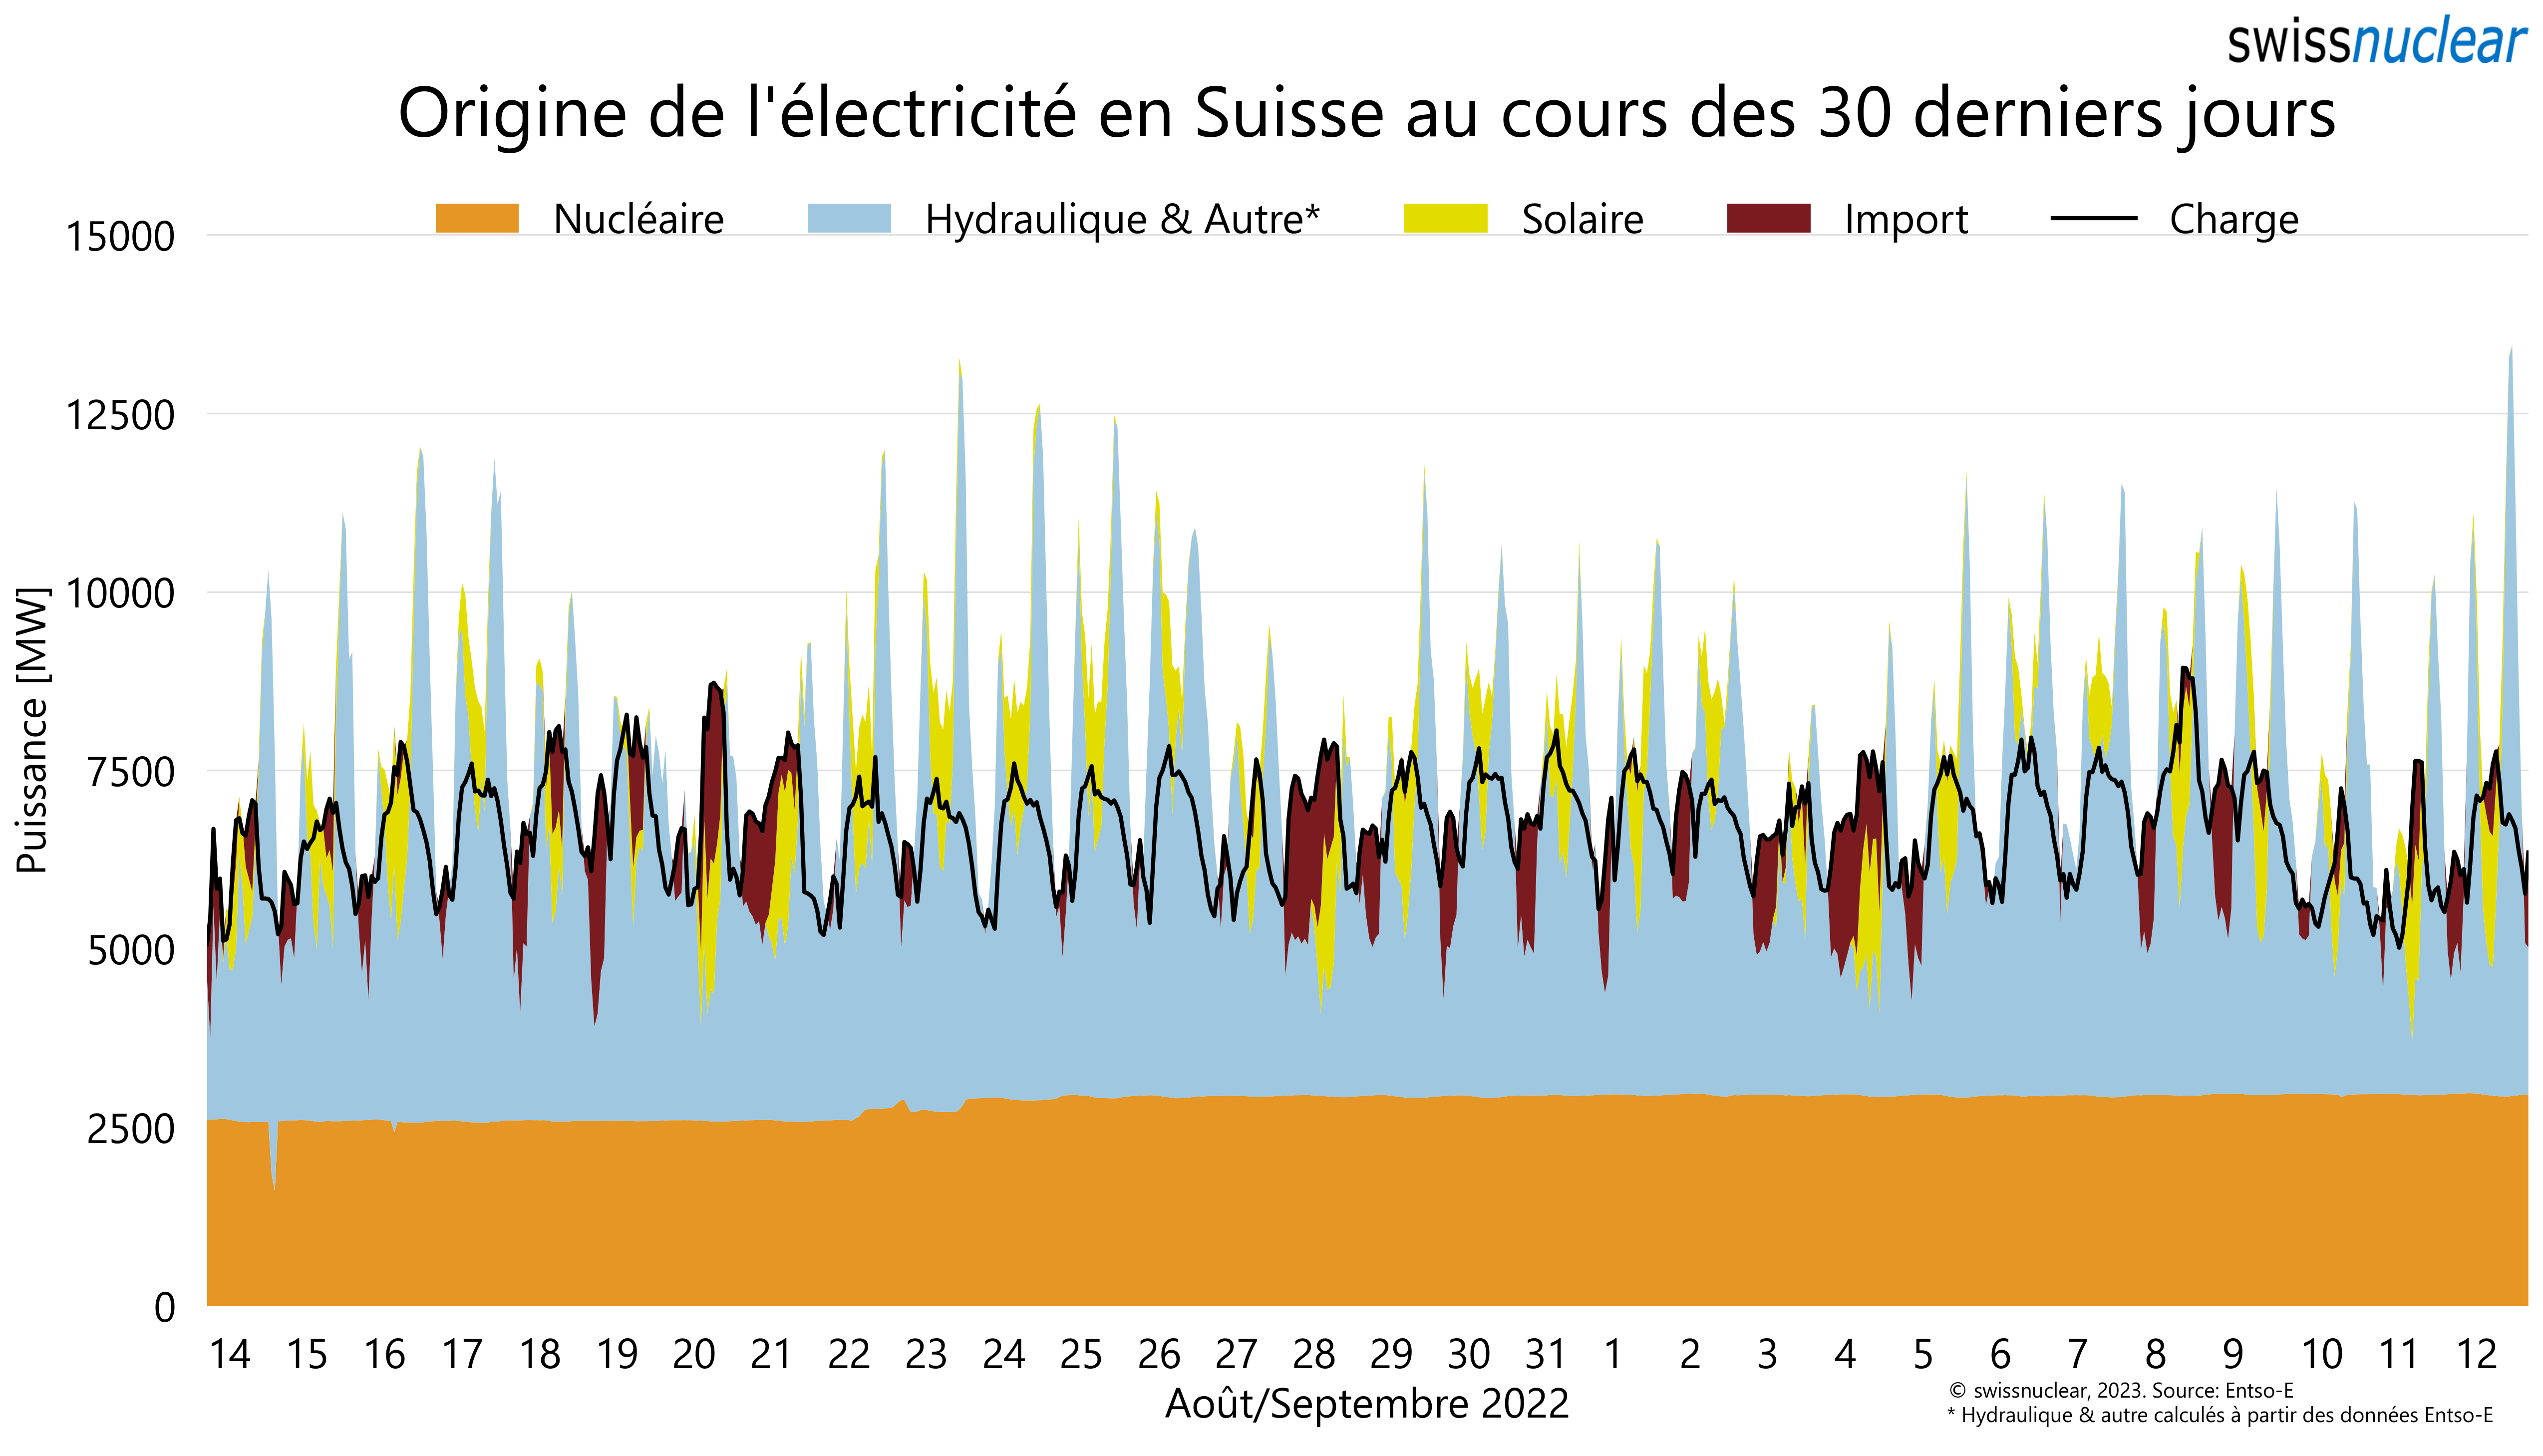 swissnuclear
Origine de l'électricité en Suisse au cours des 30 derniers jours
Nucléaire Hydraulique & Autre* Solaire Import Charge
15000
12500
10000
7500
5000
2500
0
Puissance [MW]
14 15 16 17 18 19 20 21 22 23 24 25 26 27 28 29 30 31 1 2 3 4 5 6 7 8 9 10 11 12
Août/Septembre 2022
© swissnuclear, 2023. Source: Entso-E
* Hydraulique & autre calculés à partir des données Entso-E